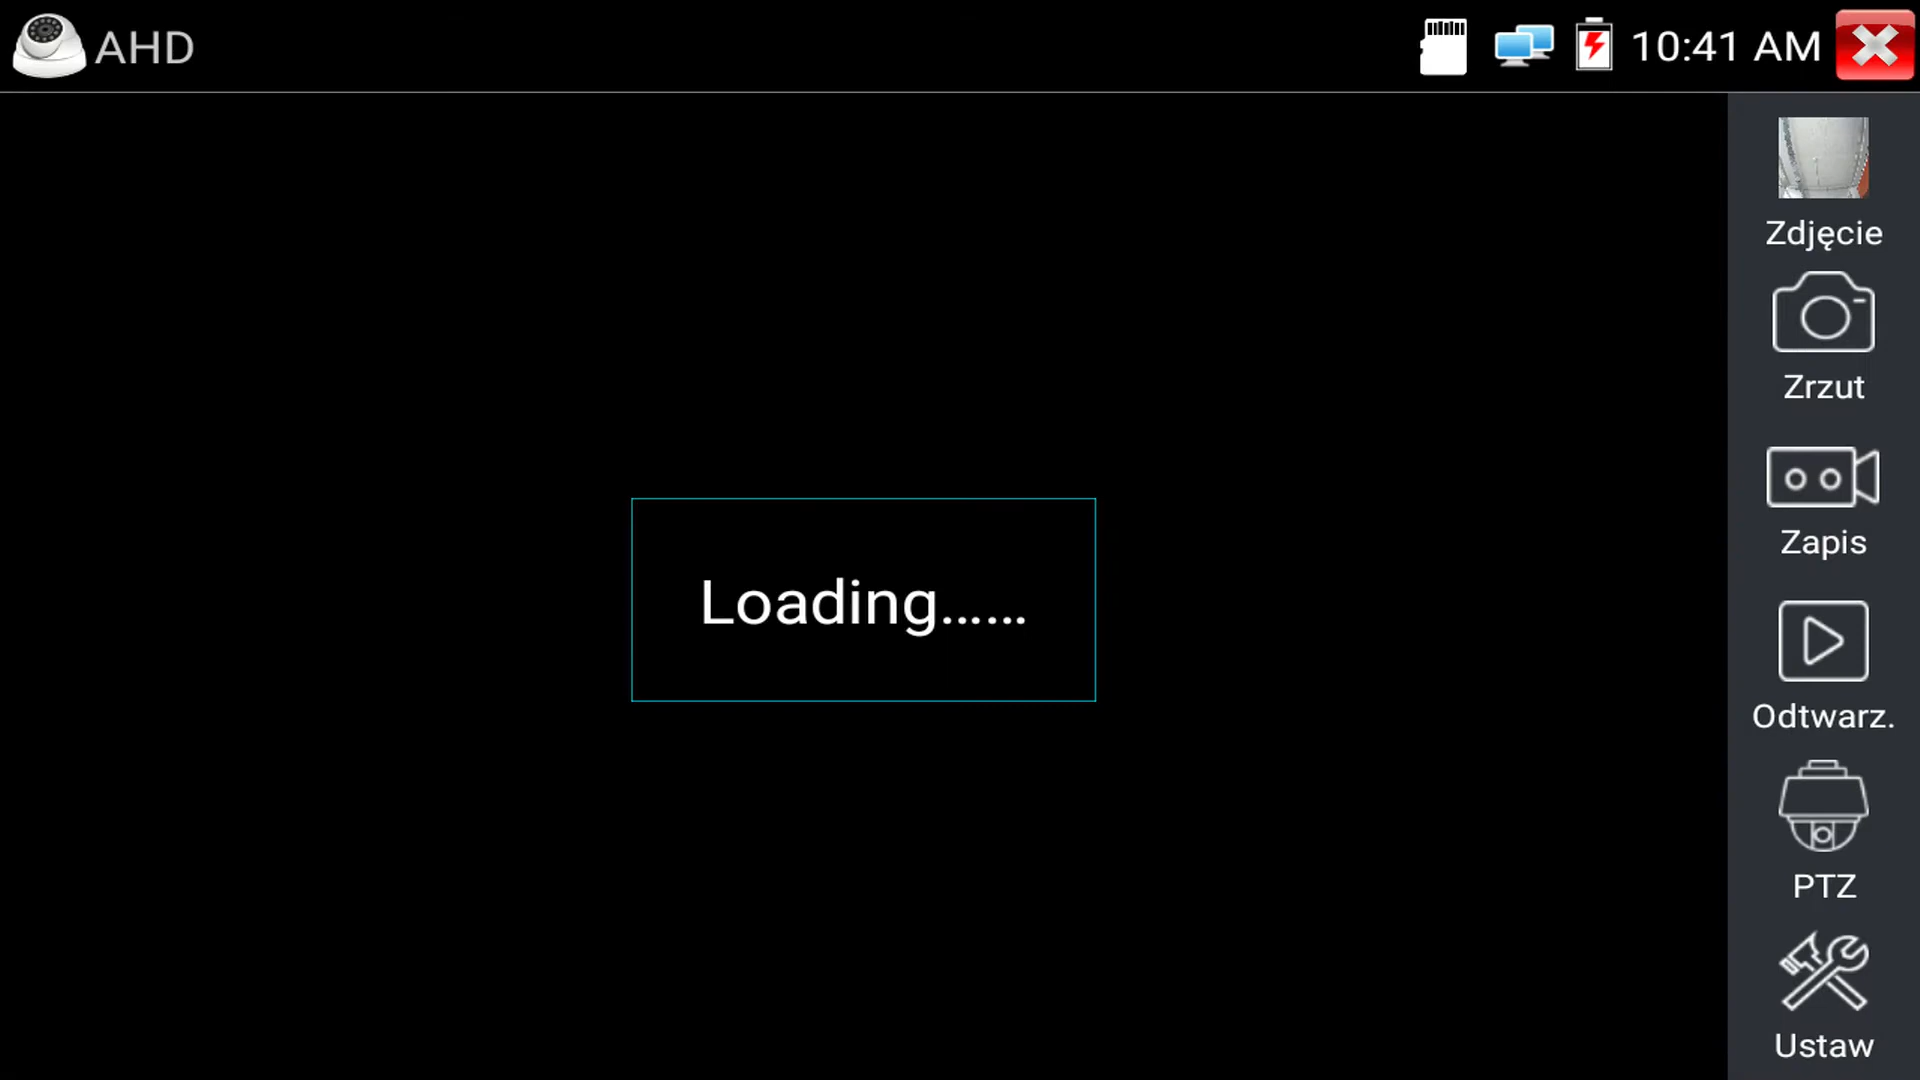 AHD
10:41 AM
Zdjęcie
Zrzut
Zapis
Odtwarz.
PTZ
Ustaw
Loading......